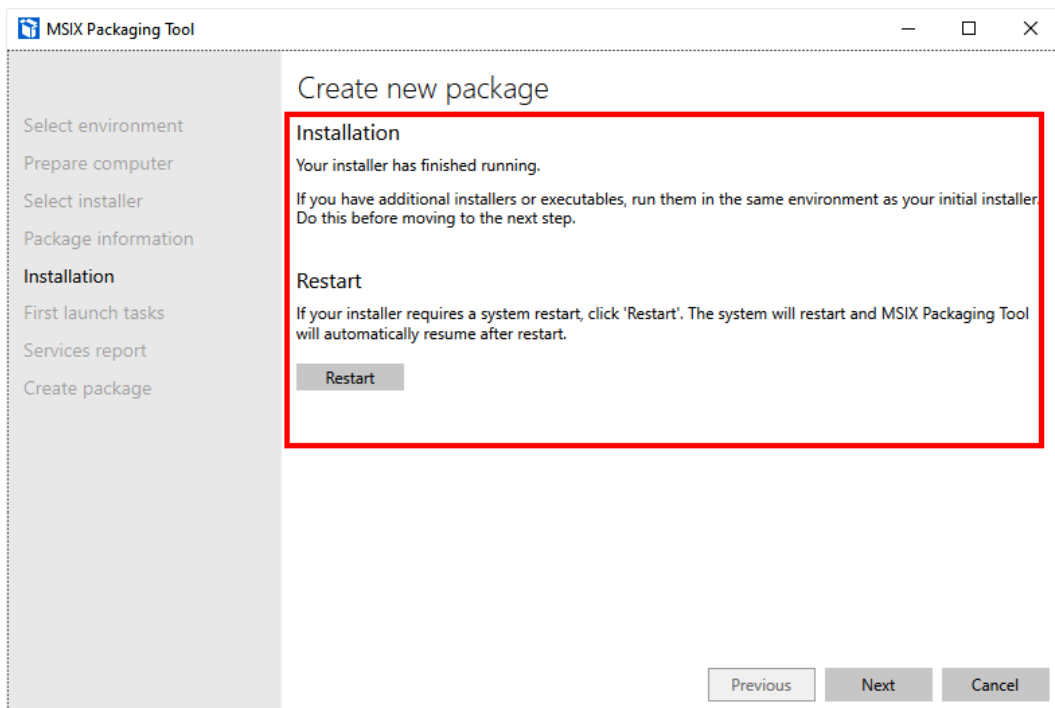 MSIX Packaging Tool
Create new package
Select environment
Prepare computer
Select installer
Package information
Installation
First launch tasks
Services report
Create package
Installation
Your installer has finished running.
If you have additional installers or executables, run them in the same environment as your initial installer.
Do this before moving to the next step.
Restart
If your installer requires a system restart, click 'Restart'. The system will restart and MSIX Packaging Tool
will automatically resume after restart.
Restart
Previous
Next
Cancel